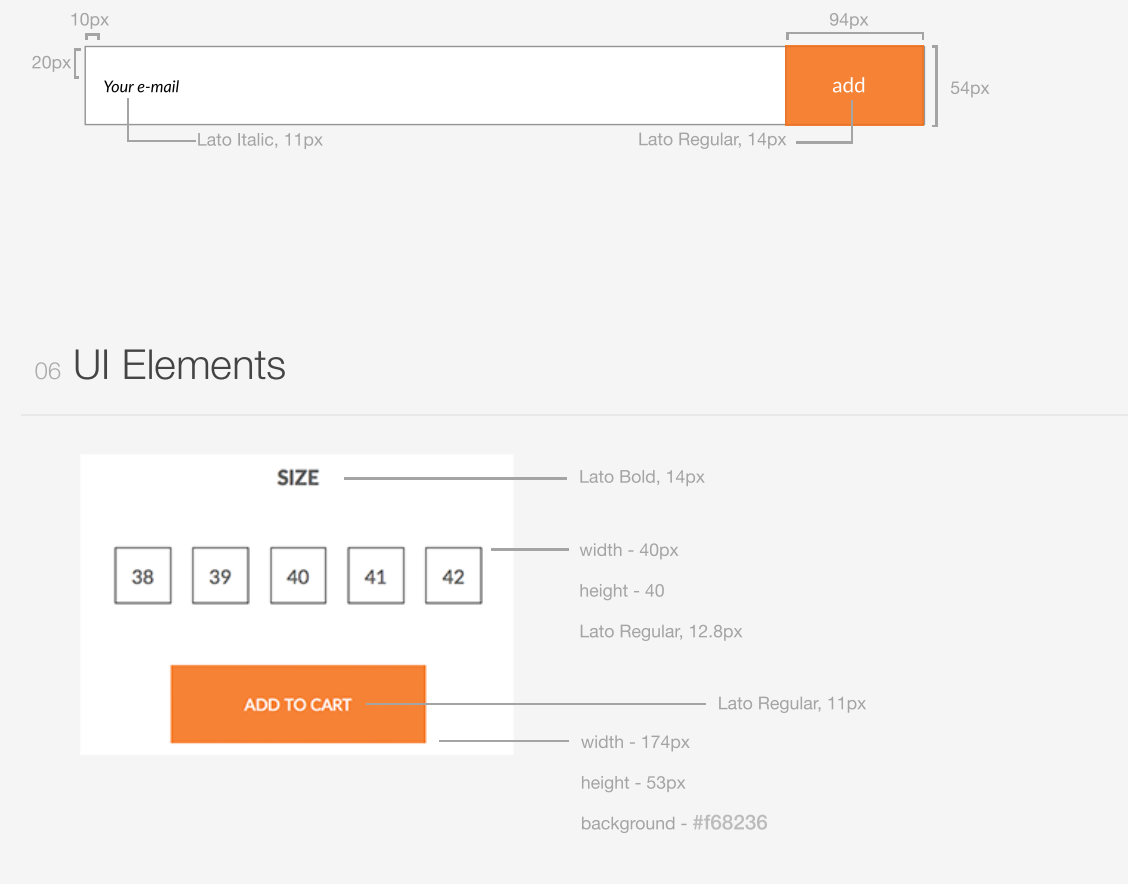 10px
94px
20px
Your e-mail
add
54px
Lato Italic, 11px
Lato Regular, 14px
06 UI Elements
SIZE
Lato Bold, 14px
38 39 40 41 42
width - 40px
height - 40
Lato Regular, 12.8px
ADD TO CART
Lato Regular, 11px
width - 174px
height - 53px
background - #f68236